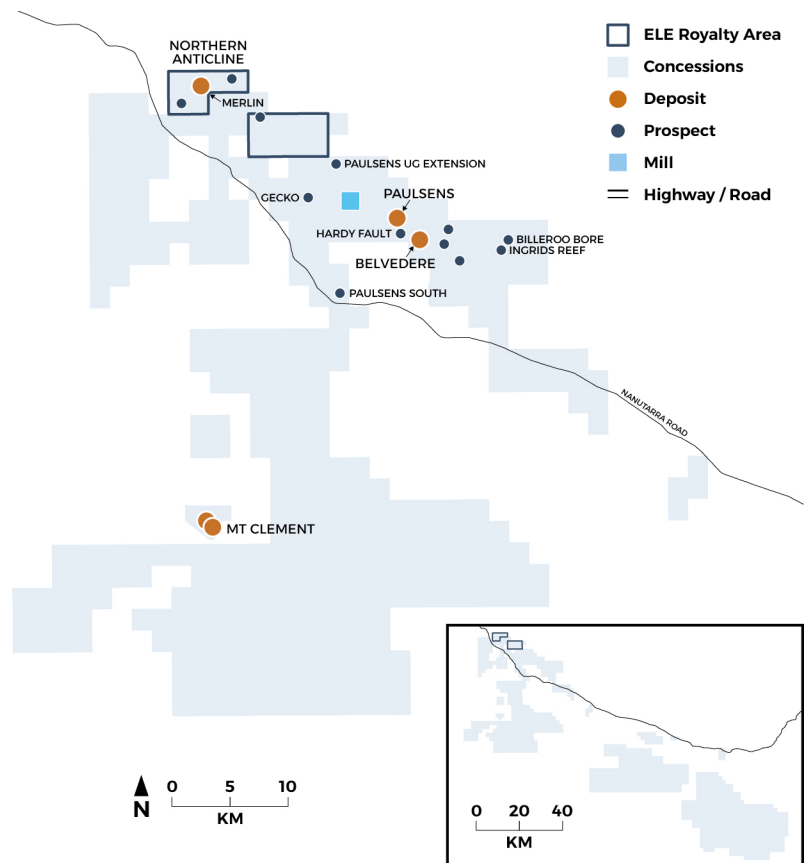 NORTHERN
ANTICLINE
MERLIN
ELE Royalty Area
Concessions
Deposit
Prospect
Mill
Highway / Road
PAULSENS UG EXTENSION
GECKO
PAULSENS
HARDY FAULT
BELVEDERE
BILLEROO BORE
INGRIDS REEF
PAULSENS SOUTH
NANUTARRA ROAD
MT CLEMENT
N
0 5 10
KM
0 20 40
KM